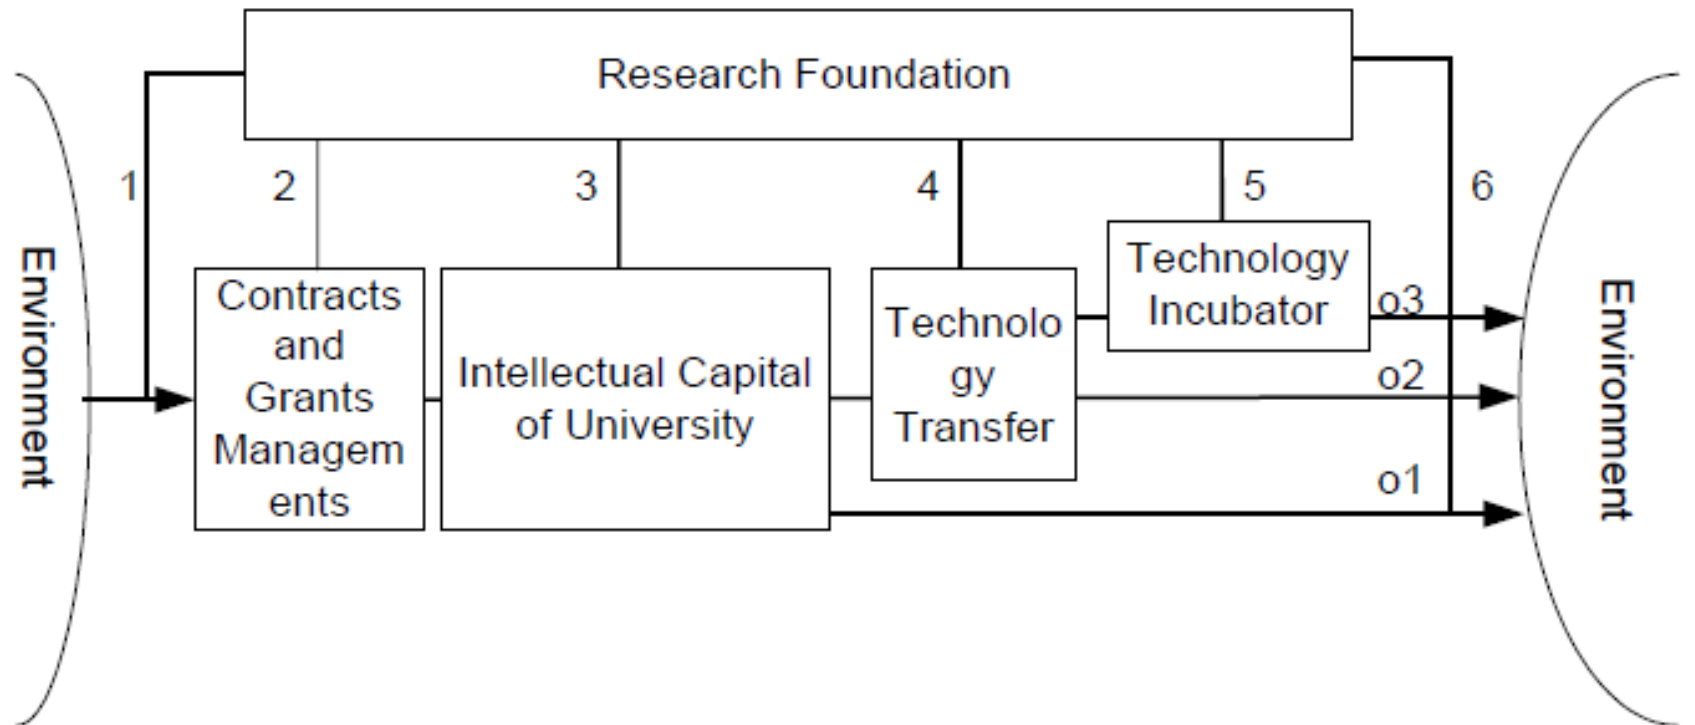 Research Foundation
1
2
3
4
5
6
Environment
Contracts
and
Grants
Managem
ents
Intellectual Capital
of University
Technolo
gy
Transfer
Technology
Incubator
o3
o2
o1
Environment